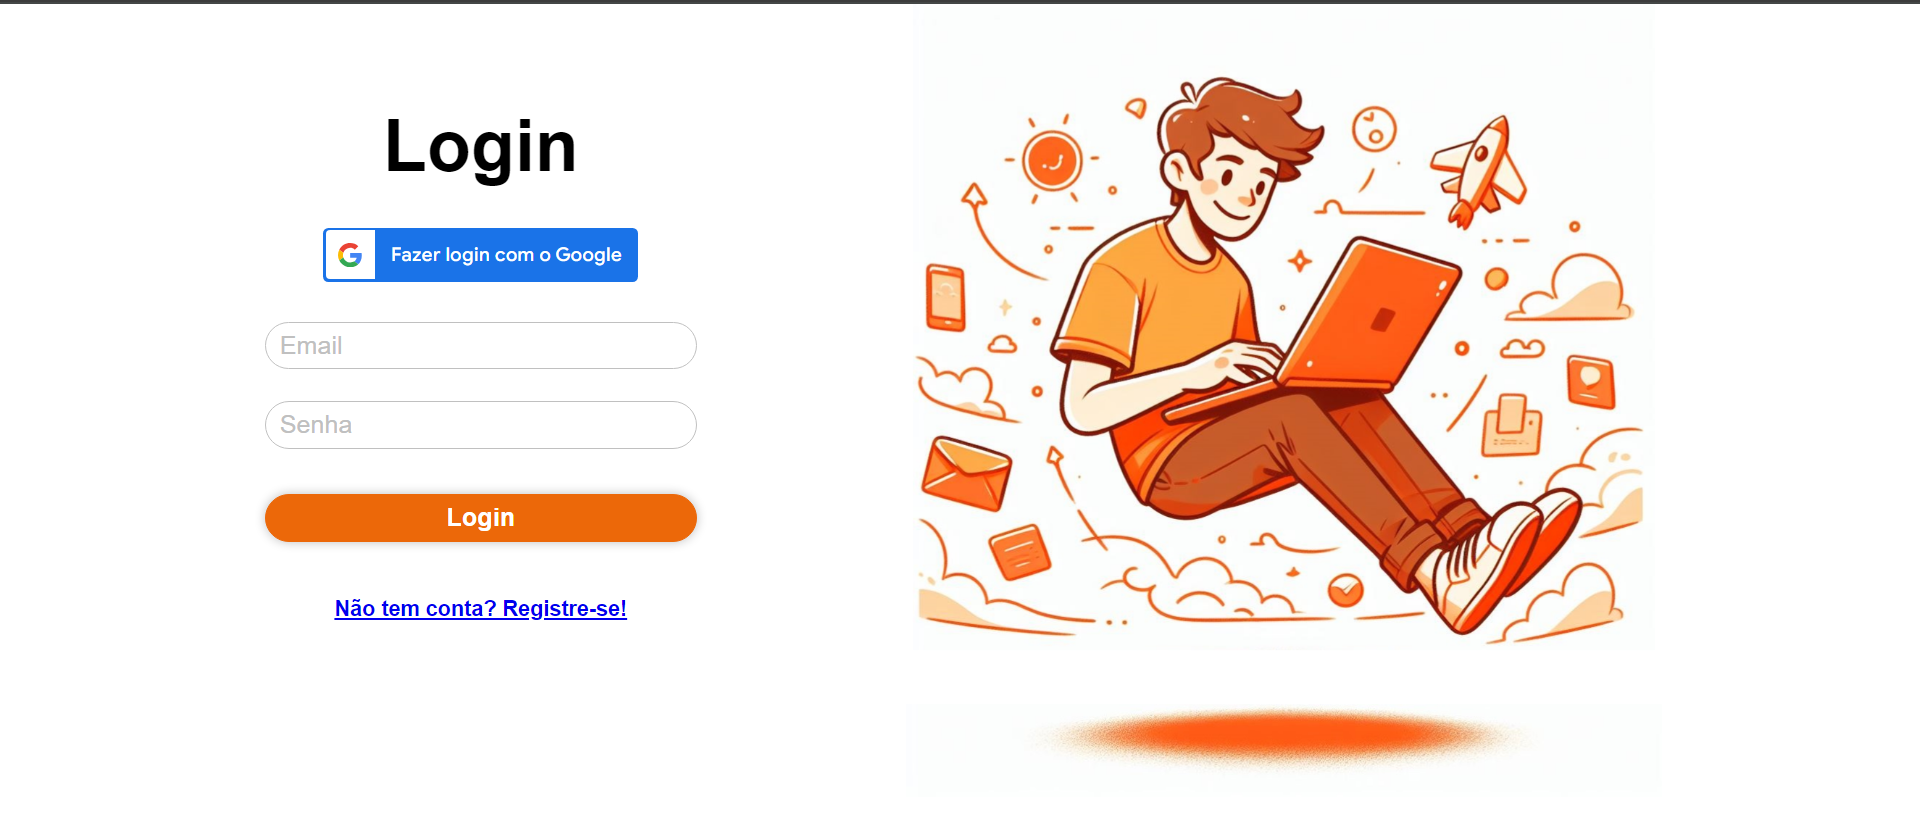 Login
Fazer login com o Google
Email
Senha
Login
Não tem conta? Registre-se!